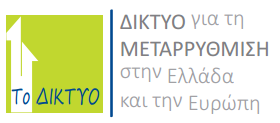 Το ΔΙΚΤΥΟ
ΔΙΚΤΥΟ για τη
ΜΕΤΑΡΡΥΘΜΙΣΗ
στην Ελλάδα
και την Ευρώπη